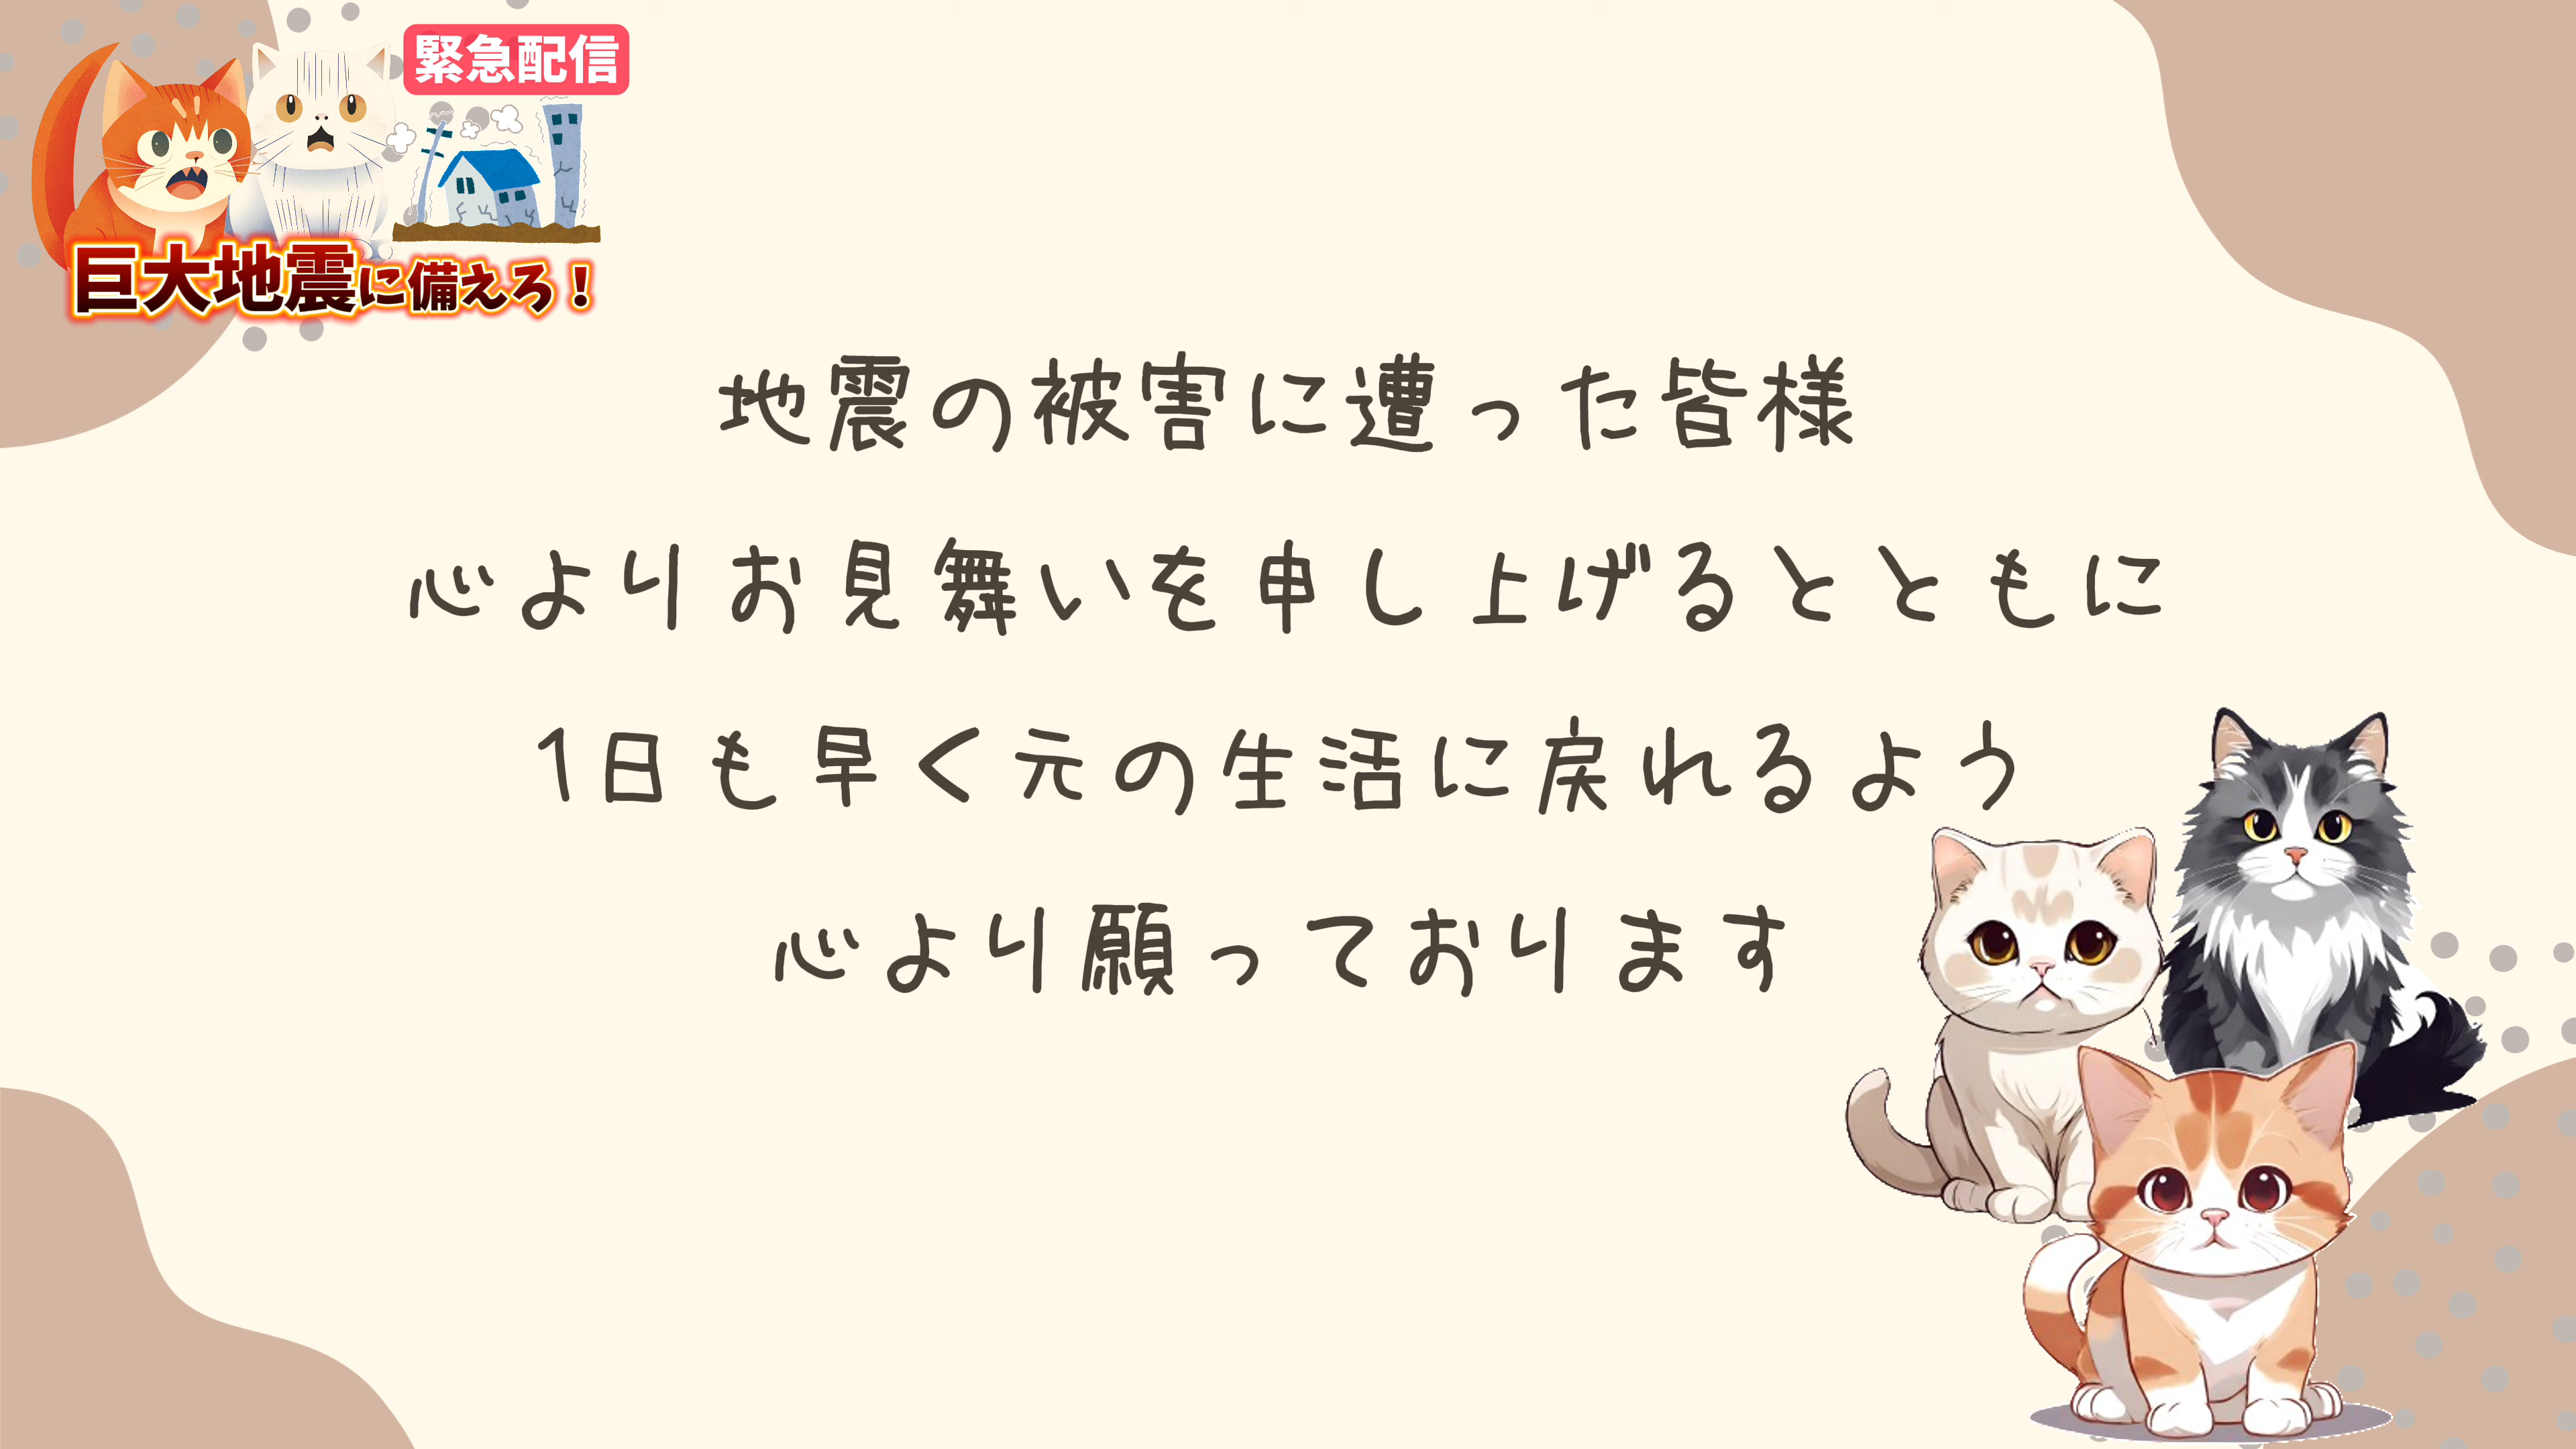 緊急配信
巨大地震に備えろ！
地震の被害に遭った皆様
心よりお見舞いを申し上げるとともに
1日も早く元の生活に戻れるよう
心より願っております